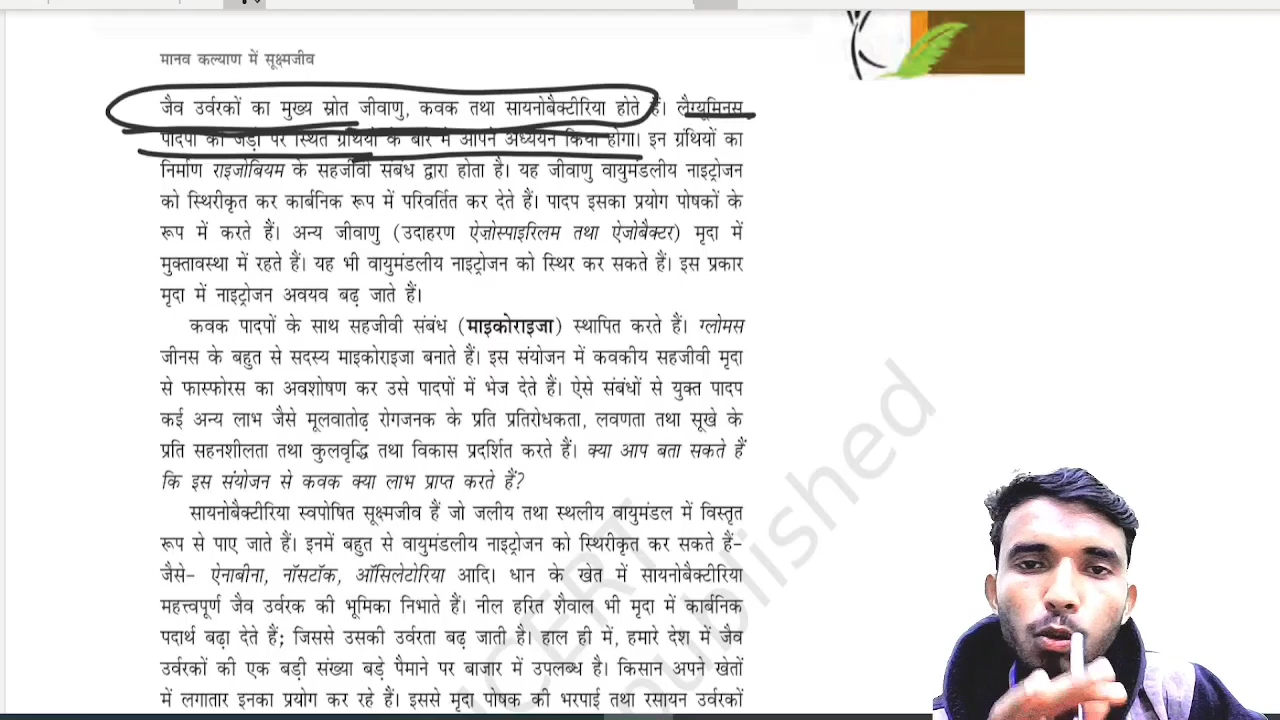 मानव कल्याण में सूक्ष्मजीव
जैव उर्वरकों का मुख्य स्रोत जीवाणु, कवक तथा सायनोबैक्टीरिया होते हैं। लैग्यूमिनस
पादपों की जड़ों पर स्थित ग्रंथियों के बारे में आपने अध्ययन किया होगा। इन ग्रंथियों का
निर्माण राइजोबियम के सहजीवी संबंध द्वारा होता है। यह जीवाणु वायुमंडलीय नाइट्रोजन
को स्थिरीकृत कर कार्बनिक रूप में परिवर्तित कर देते हैं। पादप इसका प्रयोग पोषकों के
रूप में करते हैं। अन्य जीवाणु (उदाहरण ऐज़ोस्पाइरिलम तथा ऐजोबैक्टर) मृदा में
मुक्तावस्था में रहते हैं। यह भी वायुमंडलीय नाइट्रोजन को स्थिर कर सकते हैं। इस प्रकार
मृदा में नाइट्रोजन अवयव बढ़ जाते हैं।
कवक पादपों के साथ सहजीवी संबंध (माइकोराइजा) स्थापित करते हैं। ग्लोमस
जीनस के बहुत से सदस्य माइकोराइजा बनाते हैं। इस संयोजन में कवकीय सहजीवी मृदा
से फास्फोरस का अवशोषण कर उसे पादपों में भेज देते हैं। ऐसे संबंधों से युक्त पादप
कई अन्य लाभ जैसे मूलवातोढ़ रोगजनक के प्रति प्रतिरोधकता, लवणता तथा सूखे के
प्रति सहनशीलता तथा कुलवृद्धि तथा विकास प्रदर्शित करते हैं। क्या आप बता सकते हैं
कि इस संयोजन से कवक क्या लाभ प्राप्त करते हैं?
सायनोबैक्टीरिया स्वपोषित सूक्ष्मजीव हैं जो जलीय तथा स्थलीय वायुमंडल में विस्तृत
रूप से पाए जाते हैं। इनमें बहुत से वायुमंडलीय नाइट्रोजन को स्थिरीकृत कर सकते हैं-
जैसे- ऐनाबीना, नॉसटॉक, ऑसिलेटोरिया आदि। धान के खेत में सायनोबैक्टीरिया
महत्त्वपूर्ण जैव उर्वरक की भूमिका निभाते हैं। नील हरित शैवाल भी मृदा में कार्बनिक
पदार्थ बढ़ा देते हैं; जिससे उसकी उर्वरता बढ़ जाती है। हाल ही में, हमारे देश में जैव
उर्वरकों की एक बड़ी संख्या बड़े पैमाने पर बाजार में उपलब्ध है। किसान अपने खेतों
में लगातार इनका प्रयोग कर रहे हैं। इससे मृदा पोषक की भरपाई तथा रसायन उर्वरकों
published